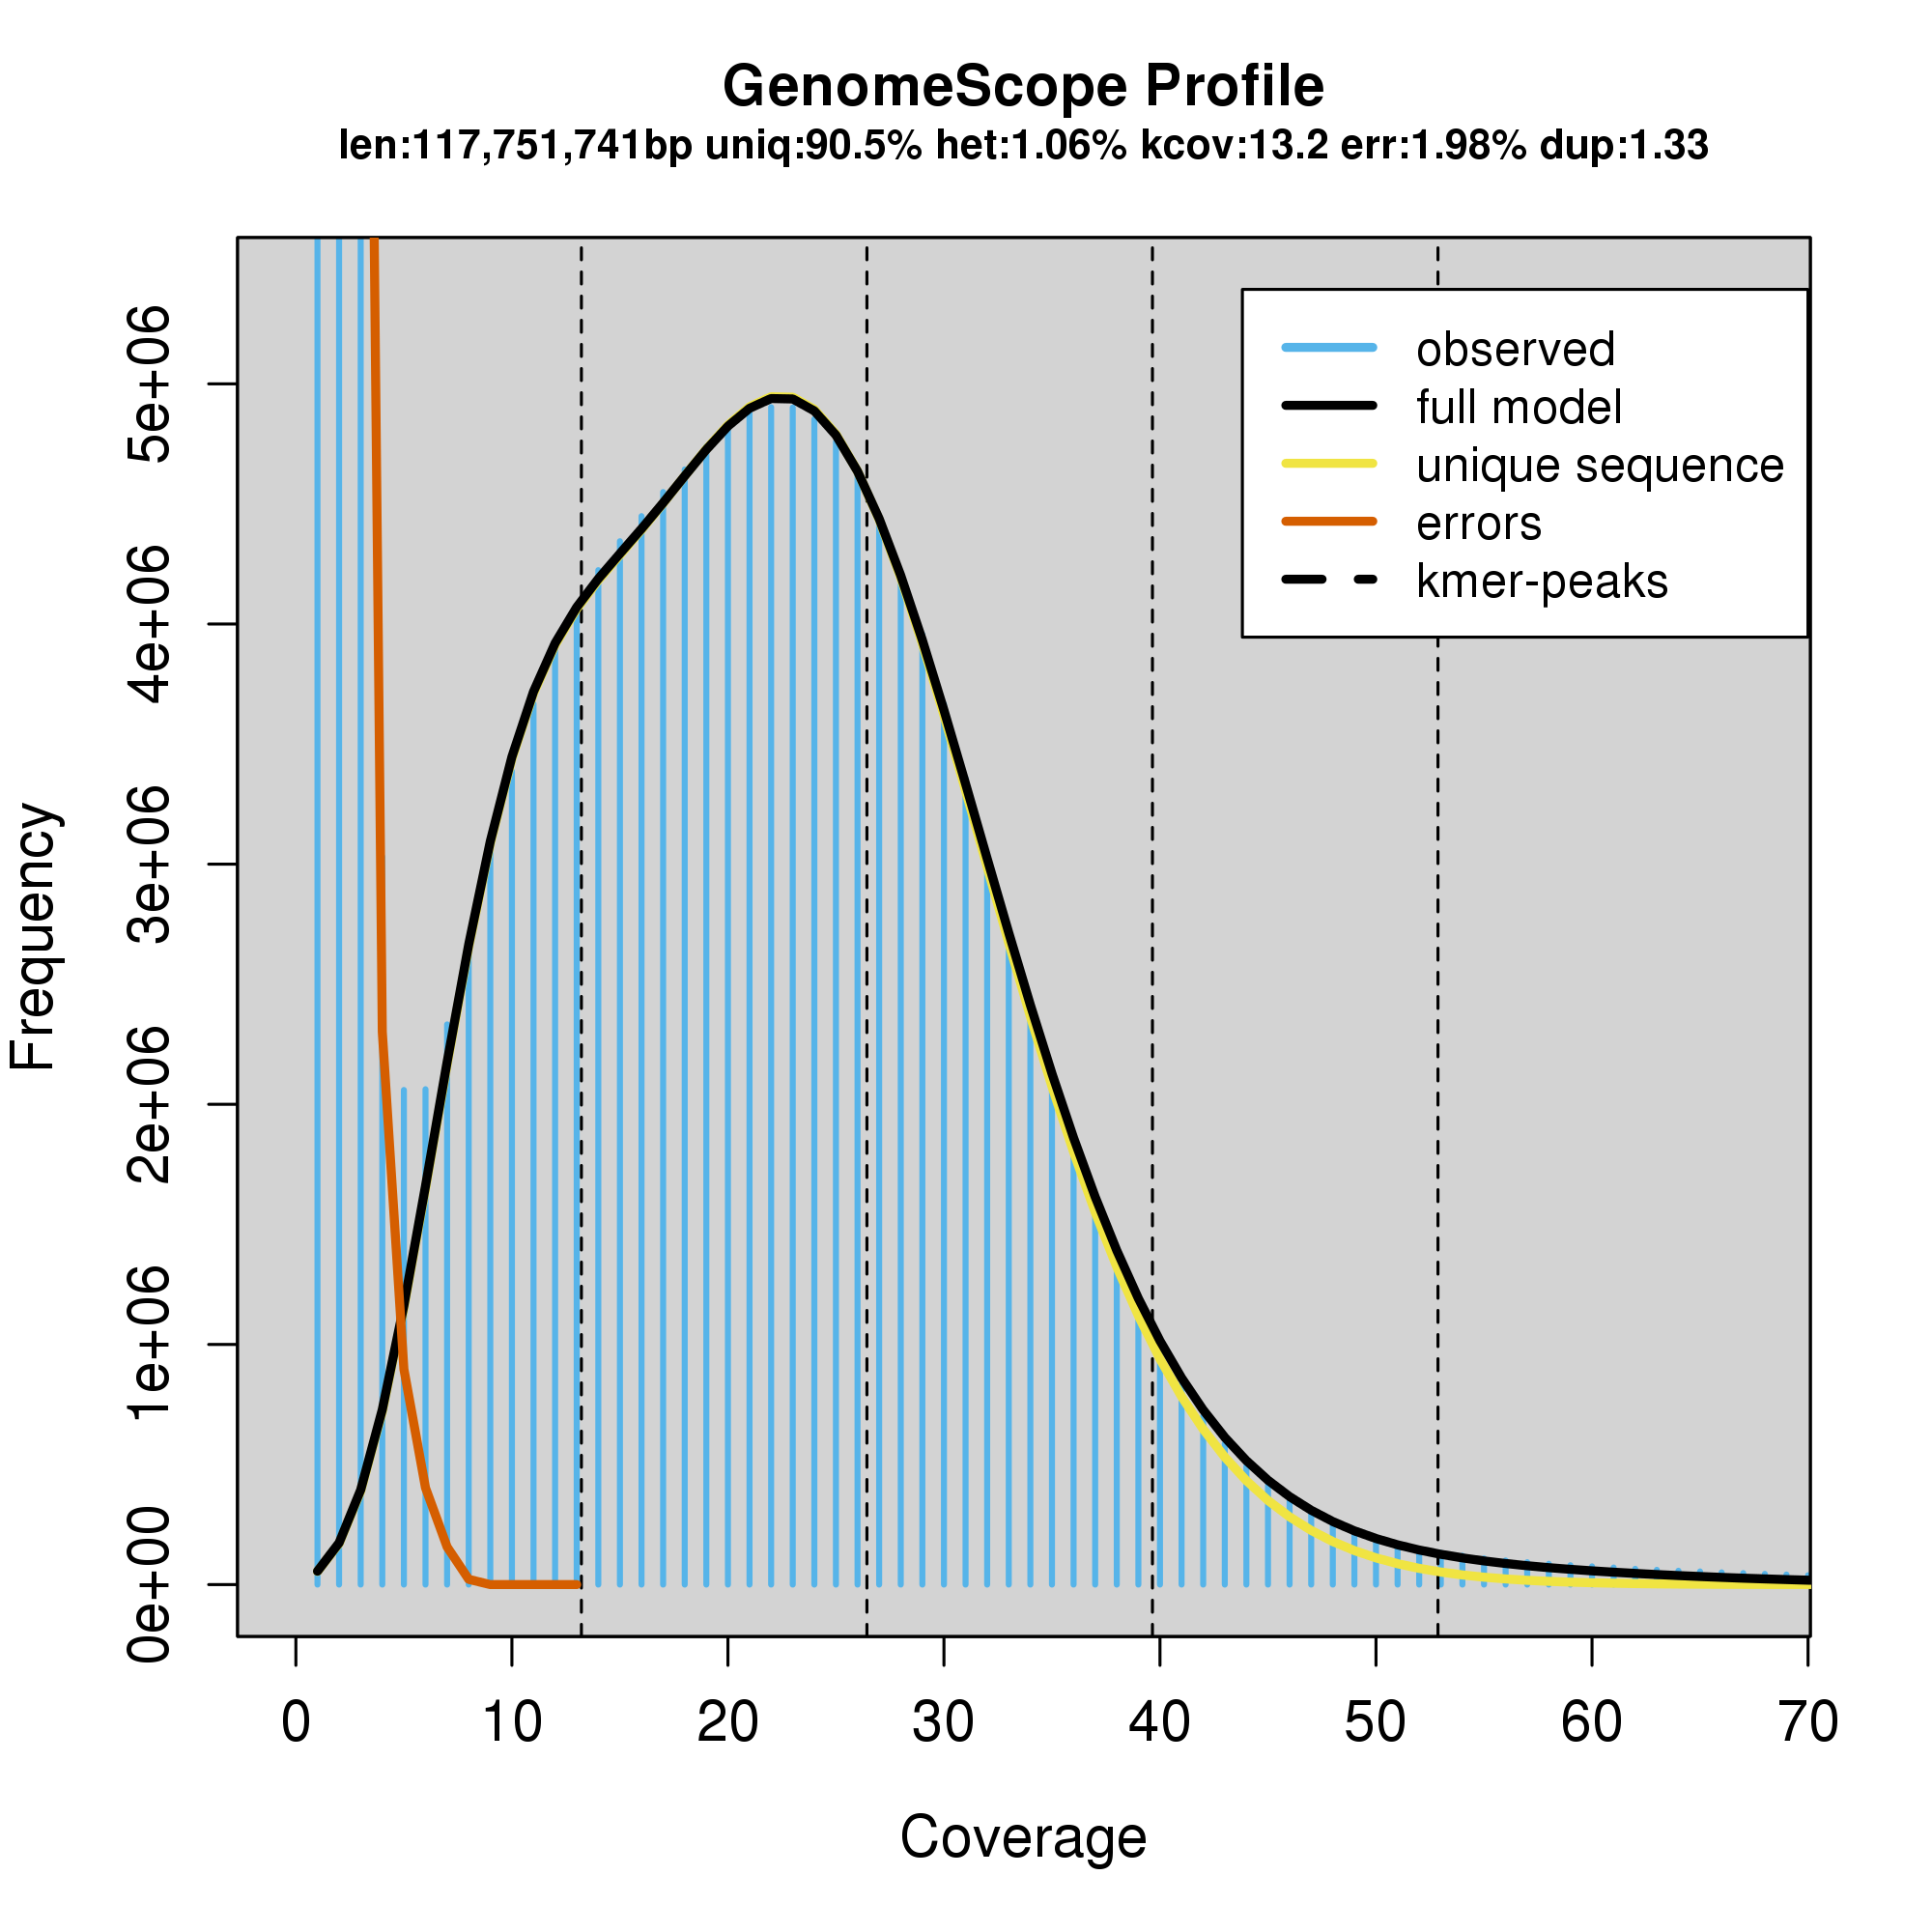 GenomeScope Profile
len:117,751,741bp uniq:90.5% het:1.06% kcov:13.2 err:1.98% dup:1.33
observed
full model
unique sequence
errors
kmer-peaks
Frequency
5e+06
4e+06
3e+06
2e+06
1e+06
0e+00
0 10 20 30 40 50 60 70
Coverage